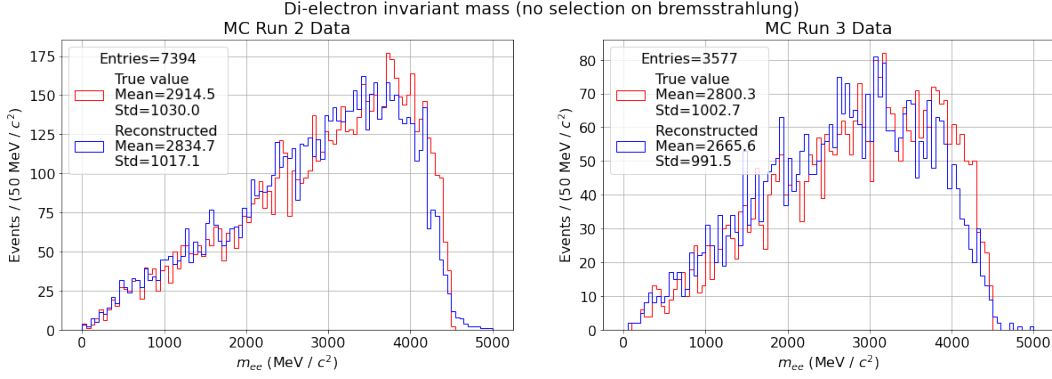 Di-electron invariant mass (no selection on bremsstrahlung)
MC Run 2 Data
Entries=7394
True value
Mean=2914.5
Std=1030.0
Reconstructed
Mean=2834.7
Std=1017.1
Events / (50 MeV / c²)
175
150
125
100
75
50
25
0
0 1000 2000 3000 4000 5000
m_ee (MeV / c²)
MC Run 3 Data
Entries=3577
True value
Mean=2800.3
Std=1002.7
Reconstructed
Mean=2665.6
Std=991.5
Events / (50 MeV / c²)
80
70
60
50
40
30
20
10
0
0 1000 2000 3000 4000 5000
m_ee (MeV / c²)